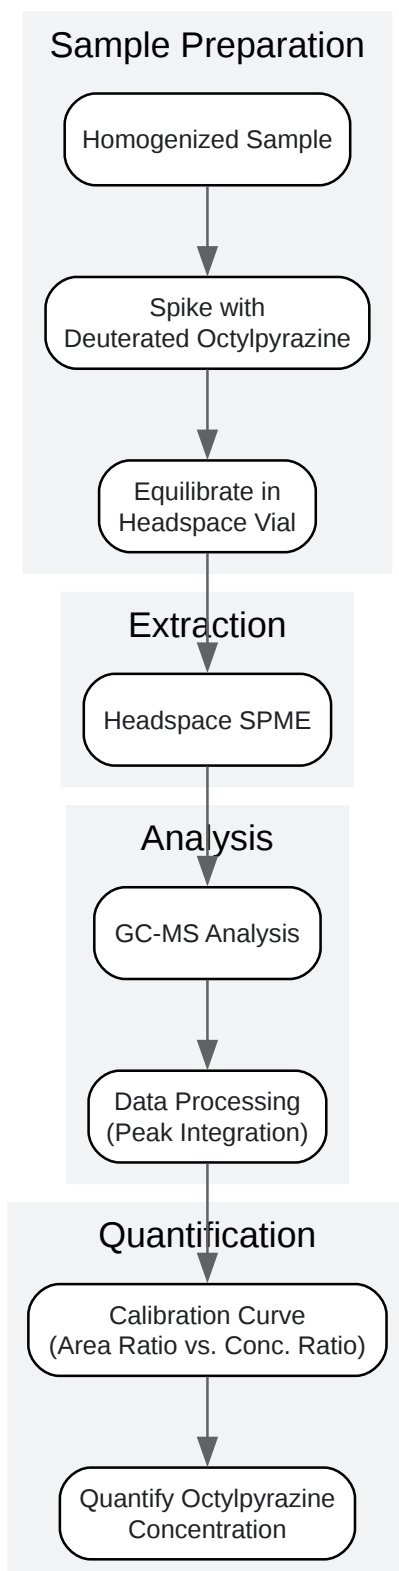 Sample Preparation
Homogenized Sample
Spike with
Deuterated Octylpyrazine
Equilibrate in
Headspace Vial
Extraction
Headspace SPME
Analysis
GC-MS Analysis
Data Processing
(Peak Integration)
Quantification
Calibration Curve
(Area Ratio vs. Conc. Ratio)
Quantify Octylpyrazine
Concentration